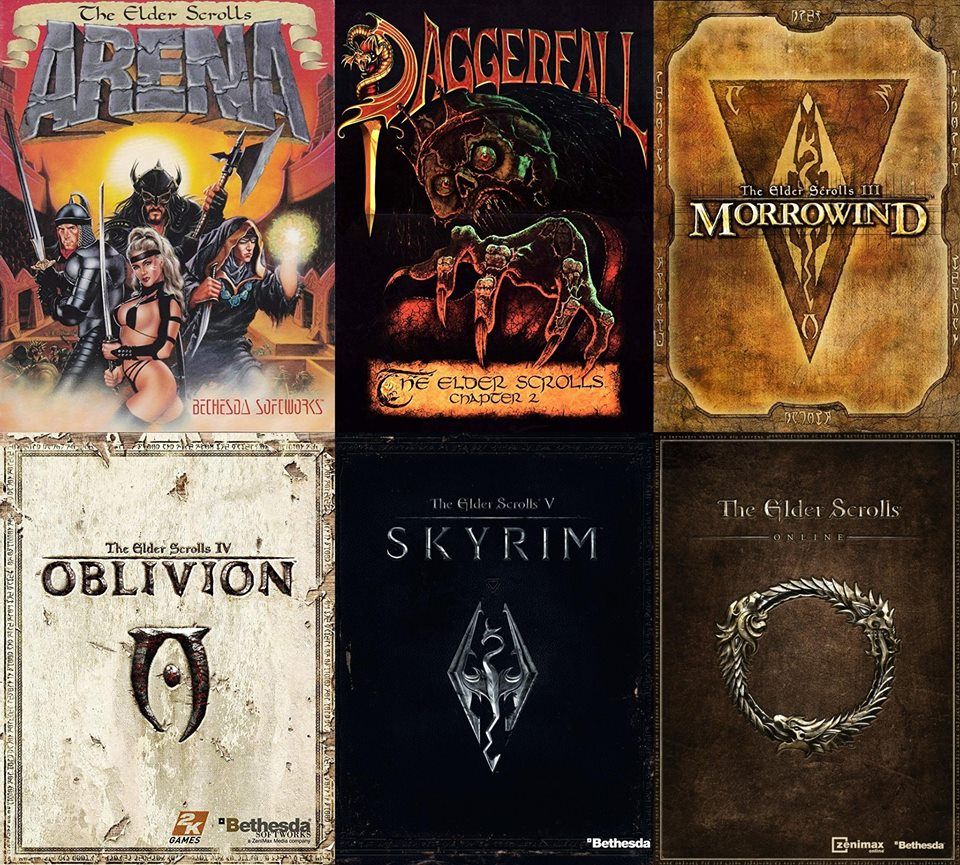 The Elder Scrolls
ARENA
BETHESDA SOFTWORKS
DAGGERFALL
THE ELDER SCROLLS
CHAPTER 2
The Elder Scrolls III
MORROWIND
The Elder Scrolls IV
OBLIVION
2K
GAMES
Bethesda
SOFTWORKS
a ZeniMax Media company
The Elder Scrolls V
SKYRIM
Bethesda
The Elder Scrolls
ONLINE
zenimax
online
Bethesda